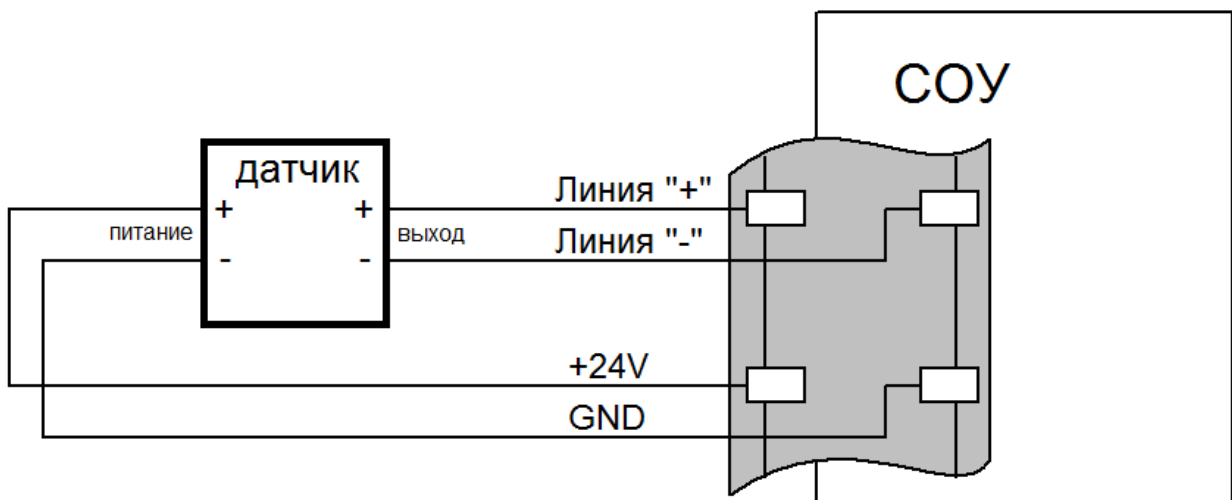 СОУ
датчик
Линия "+"
+ +
питание
выход
Линия "-"
- -
+24V
GND